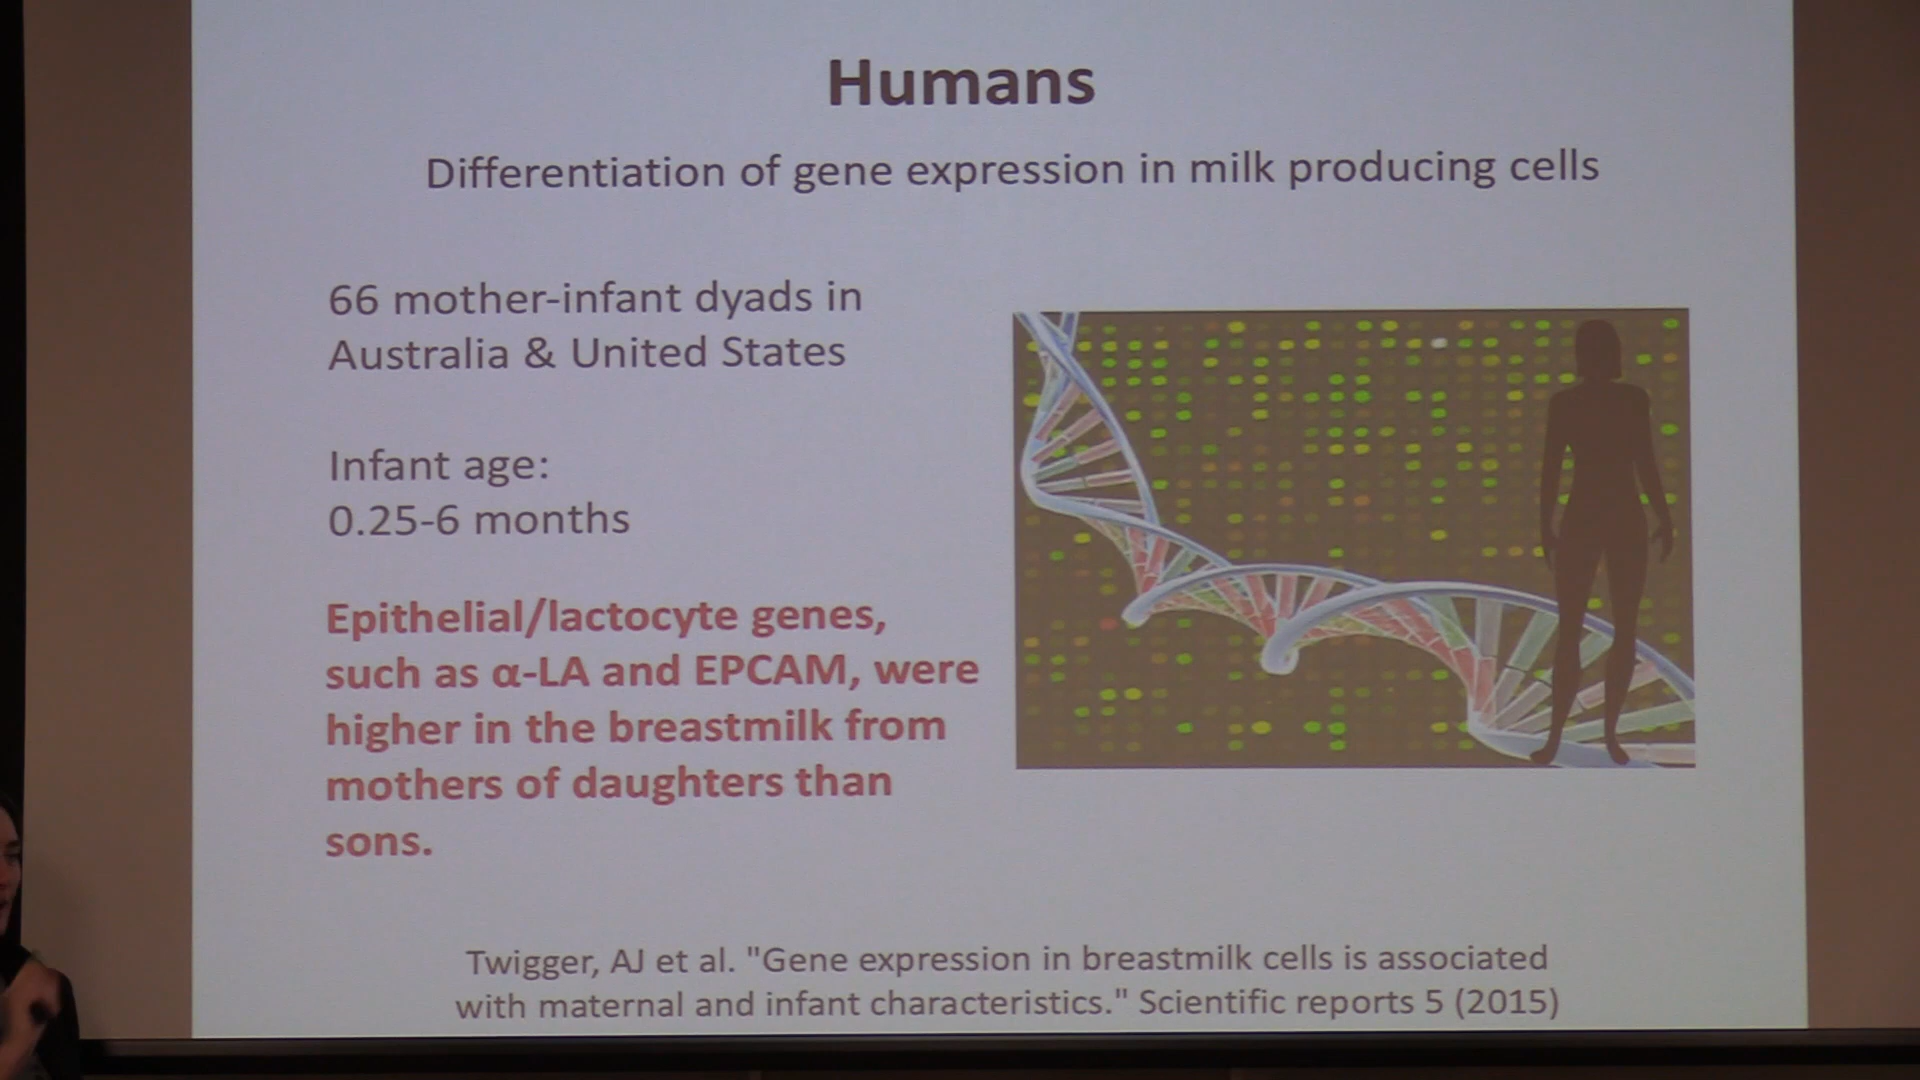 Humans
Differentiation of gene expression in milk producing cells
66 mother-infant dyads in
Australia & United States
Infant age:
0.25-6 months
Epithelial/lactocyte genes,
such as α-LA and EPCAM, were
higher in the breastmilk from
mothers of daughters than
sons.
Twigger, AJ et al. "Gene expression in breastmilk cells is associated
with maternal and infant characteristics." Scientific reports 5 (2015)